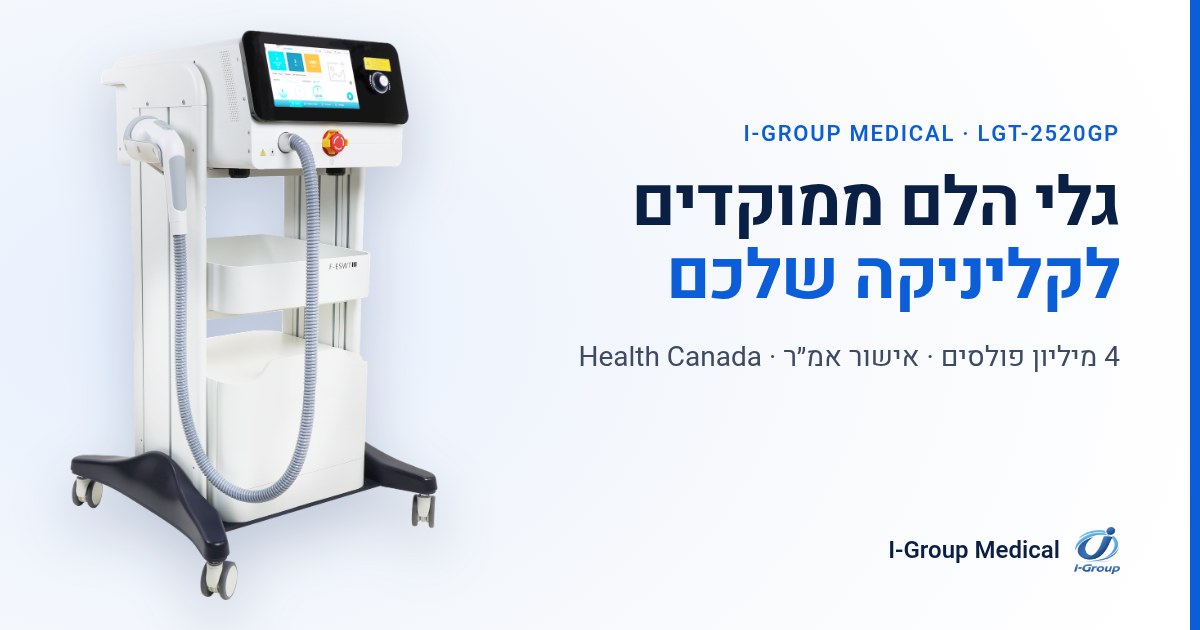 I-GROUP MEDICAL · LGT-2520GP
גלי הלם ממוקדים
לקליניקה שלכם
4 מיליון פולסים · אישור אמ״ר · Health Canada
F-ESWT
I-Group Medical
I-Group